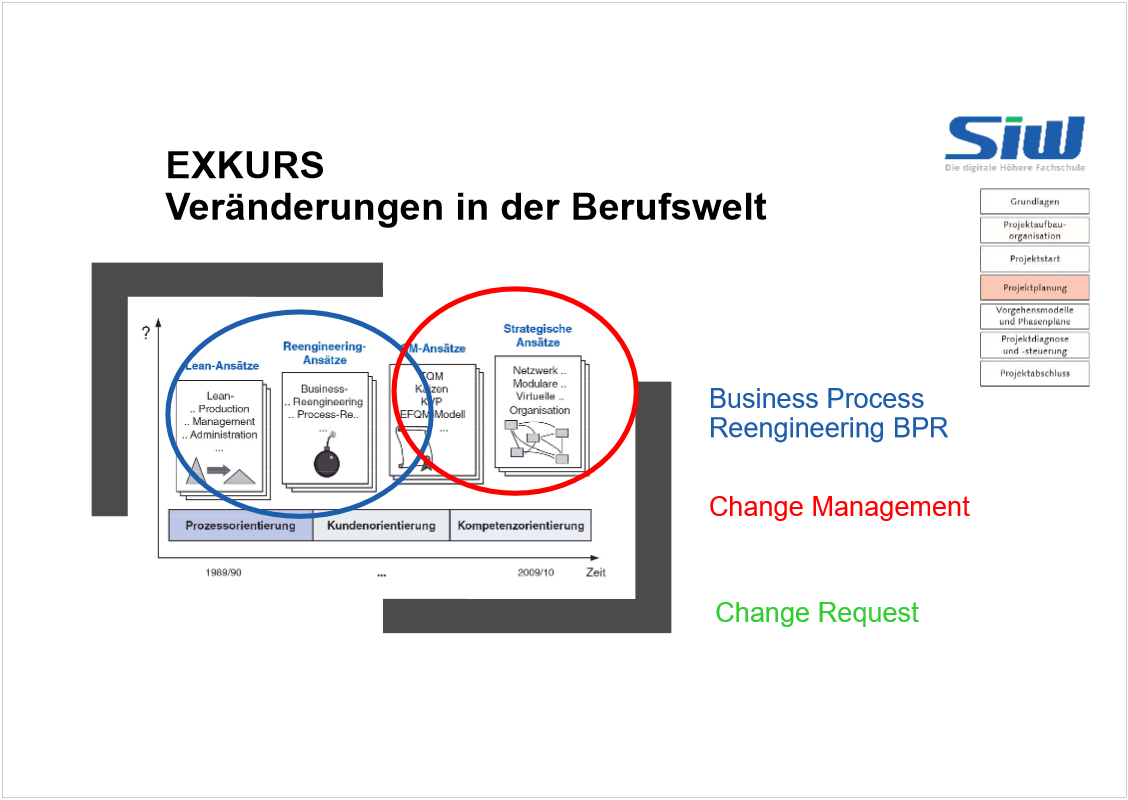 EXKURS
Veränderungen in der Berufswelt
Siw
Die digitale Höhere Fachschule
Grundlagen
Projektaufbau-
organisation
Projektstart
Projektplanung
Vorgehensmodelle
und Phasenpläne
Projektdiagnose
und -steuerung
Projektabschluss
?
Lean-Ansätze
Lean-
.. Production
.. Management
.. Administration
...
Reengineering-
Ansätze
Business-
.. Reengineering
.. Process-Re..
...
M-Ansätze
TQM
Kaizen
KVP
EFQM-Modell
...
Strategische
Ansätze
Netzwerk ..
Modulare ..
Virtuelle ..
Organisation
Prozessorientierung
Kundenorientierung
Kompetenzorientierung
1989/90
...
2009/10
Zeit
Business Process
Reengineering BPR
Change Management
Change Request